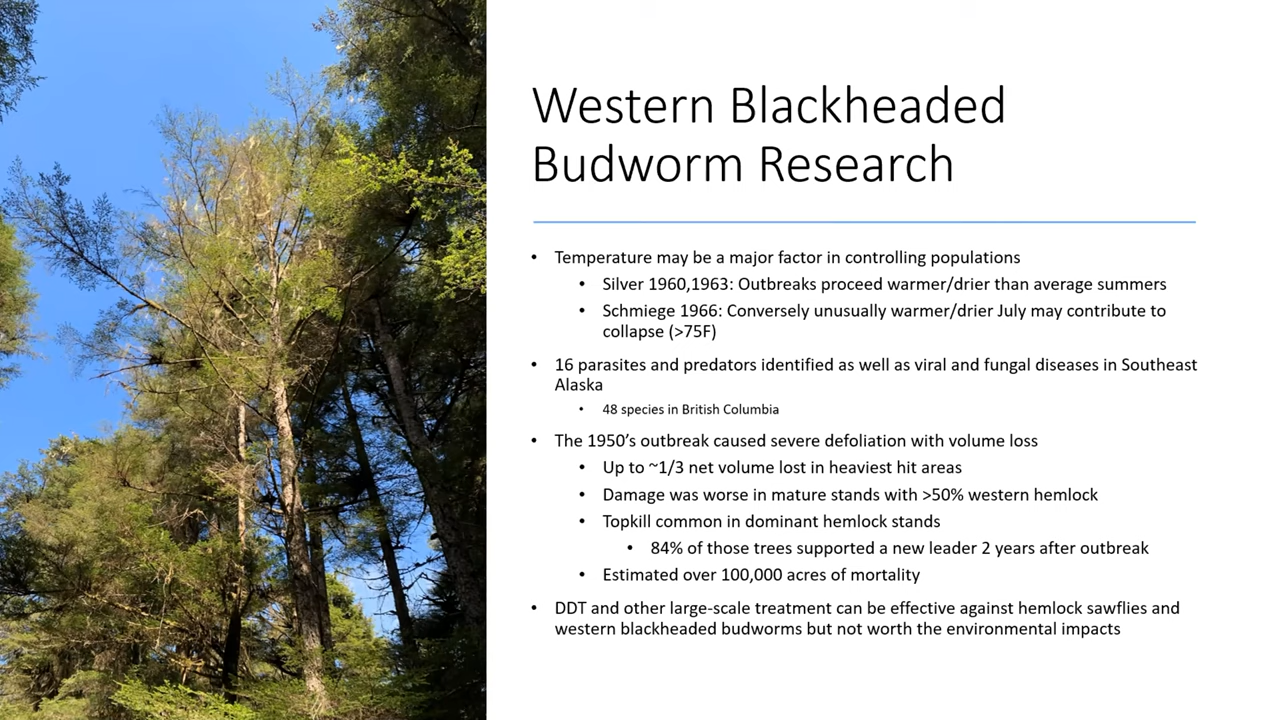 Western Blackheaded
Budworm Research
• Temperature may be a major factor in controlling populations
• Silver 1960,1963: Outbreaks proceed warmer/drier than average summers
• Schmiege 1966: Conversely unusually warmer/drier July may contribute to
collapse (>75F)
• 16 parasites and predators identified as well as viral and fungal diseases in Southeast
Alaska
• 48 species in British Columbia
• The 1950’s outbreak caused severe defoliation with volume loss
• Up to ~1/3 net volume lost in heaviest hit areas
• Damage was worse in mature stands with >50% western hemlock
• Topkill common in dominant hemlock stands
• 84% of those trees supported a new leader 2 years after outbreak
• Estimated over 100,000 acres of mortality
• DDT and other large-scale treatment can be effective against hemlock sawflies and
western blackheaded budworms but not worth the environmental impacts